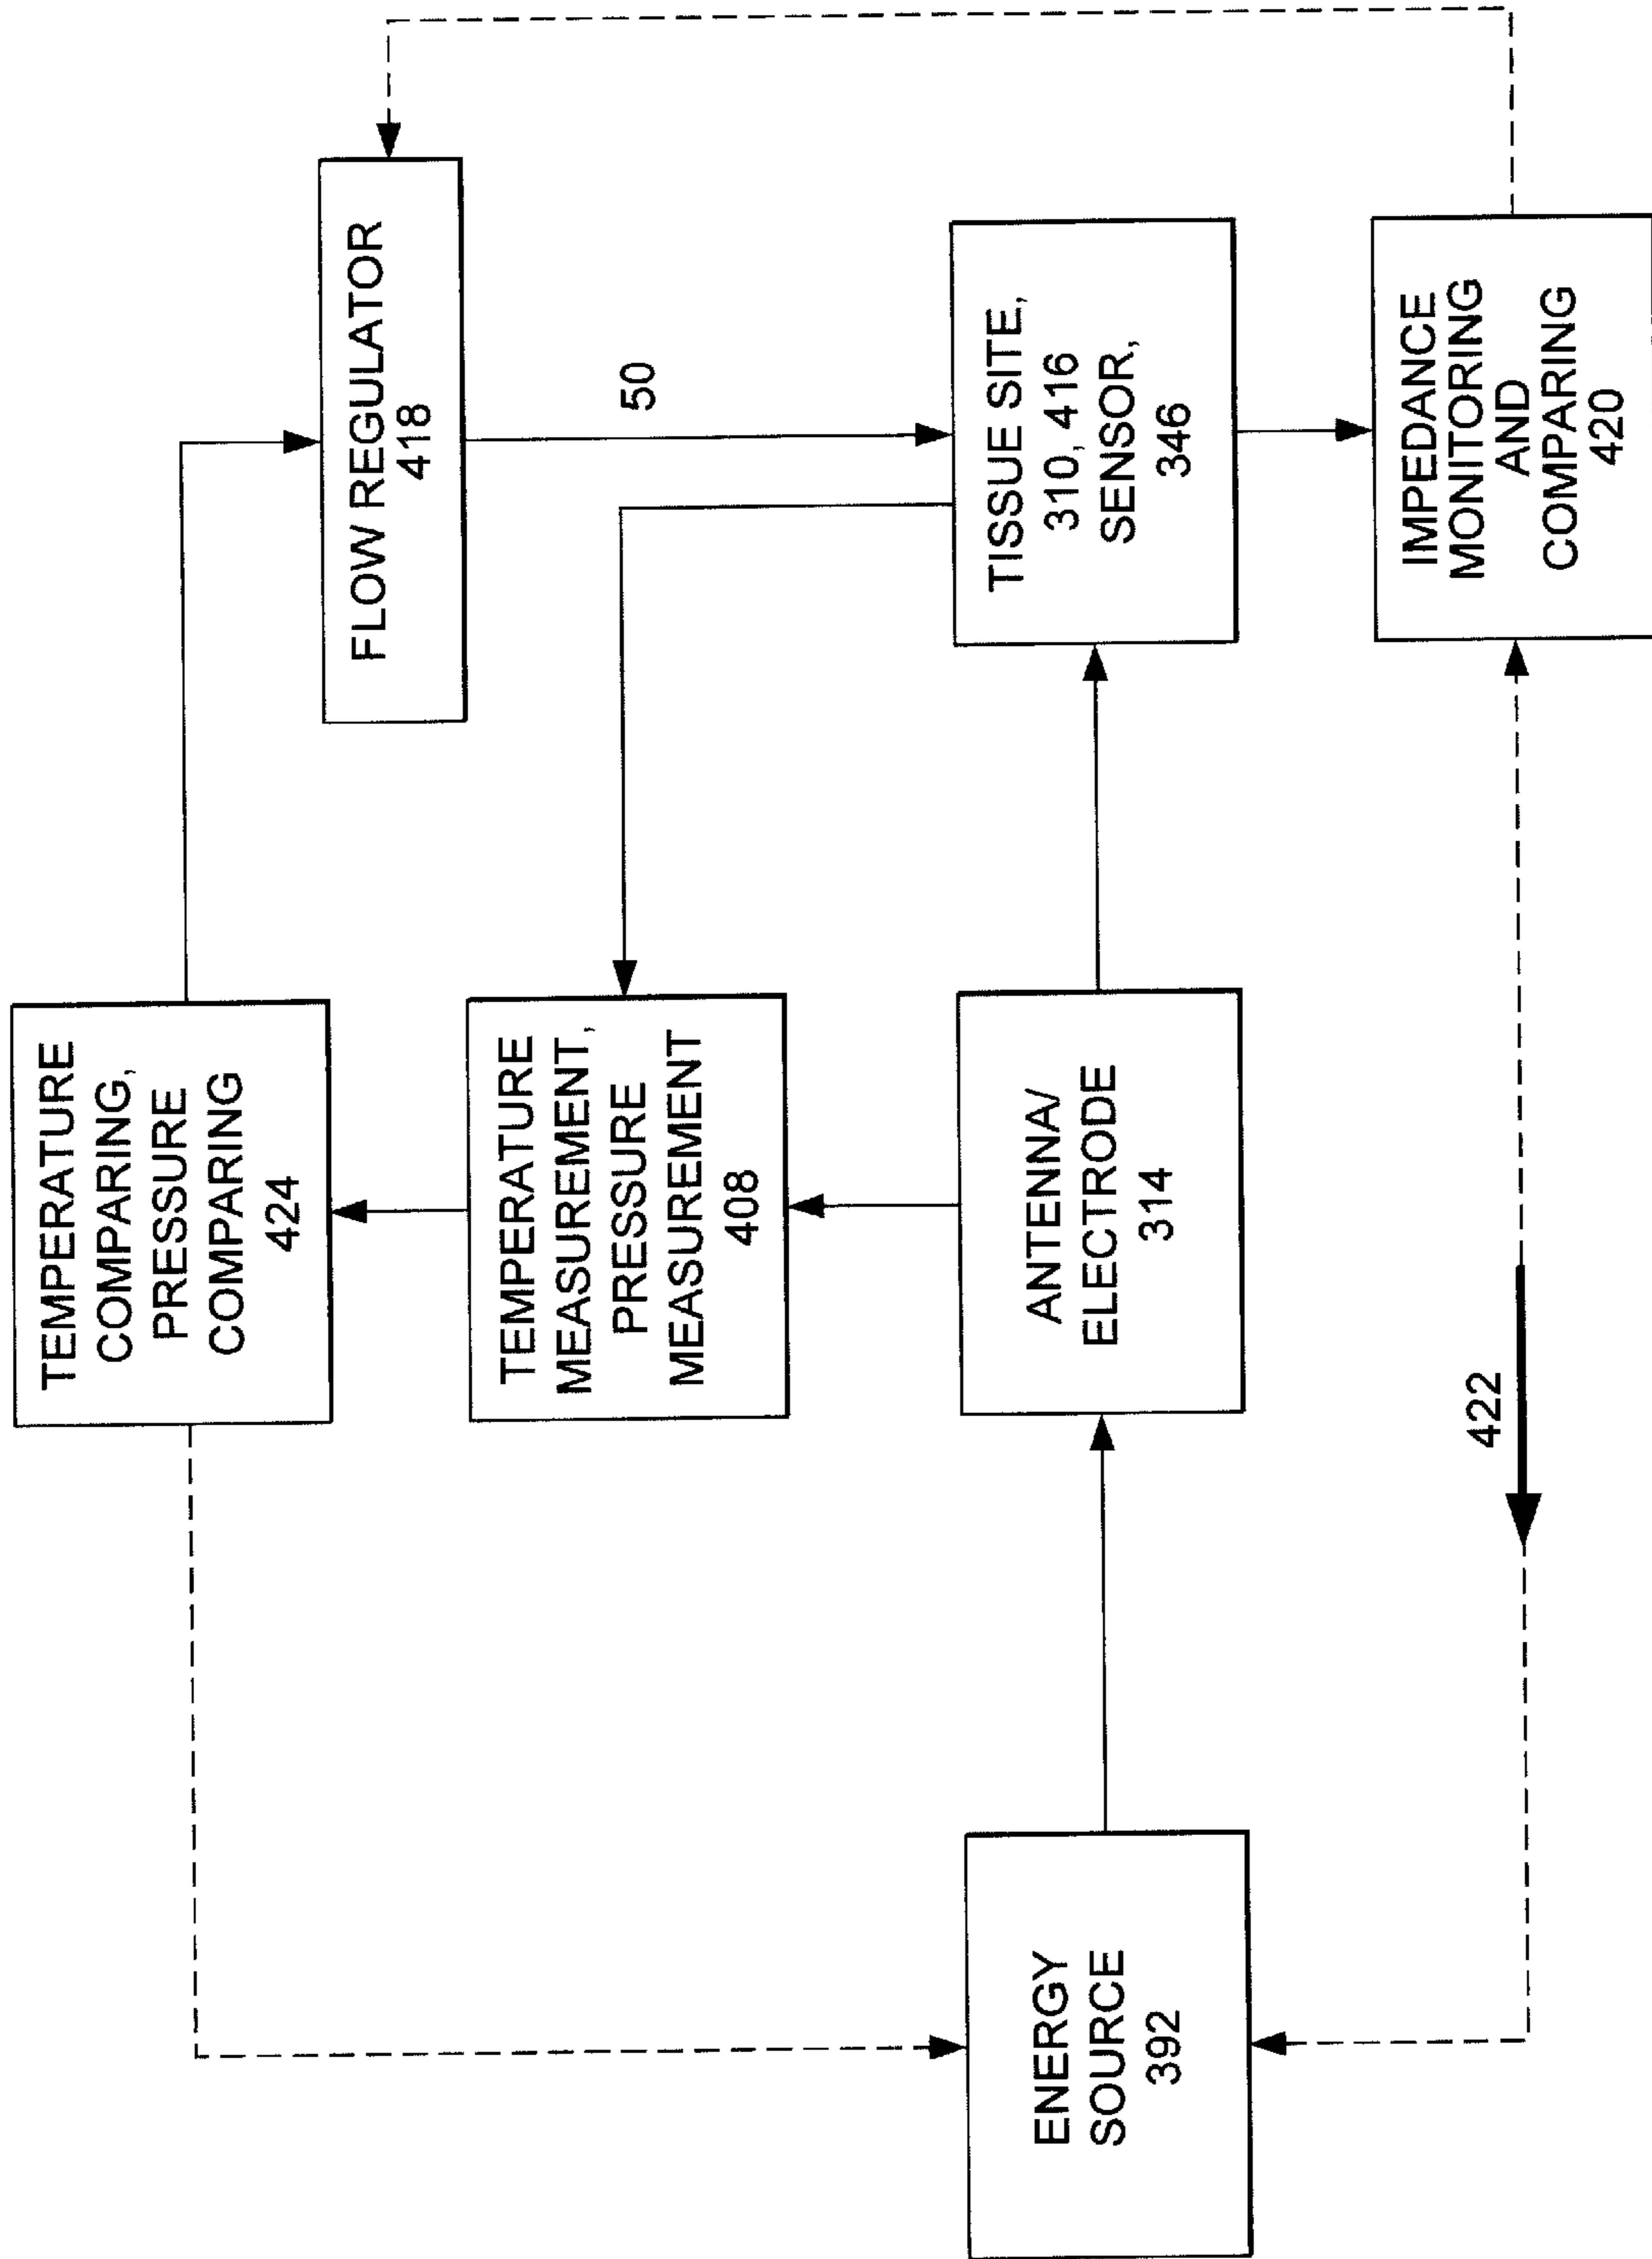 TEMPERATURE
COMPARING,
PRESSURE
COMPARING
424
FLOW REGULATOR
418
TEMPERATURE
MEASUREMENT,
PRESSURE
MEASUREMENT
408
50
ENERGY
SOURCE
392
ANTENNA/
ELECTRODE
314
TISSUE SITE,
310, 416
SENSOR,
346
422
IMPEDANCE
MONITORING
AND
COMPARING
420